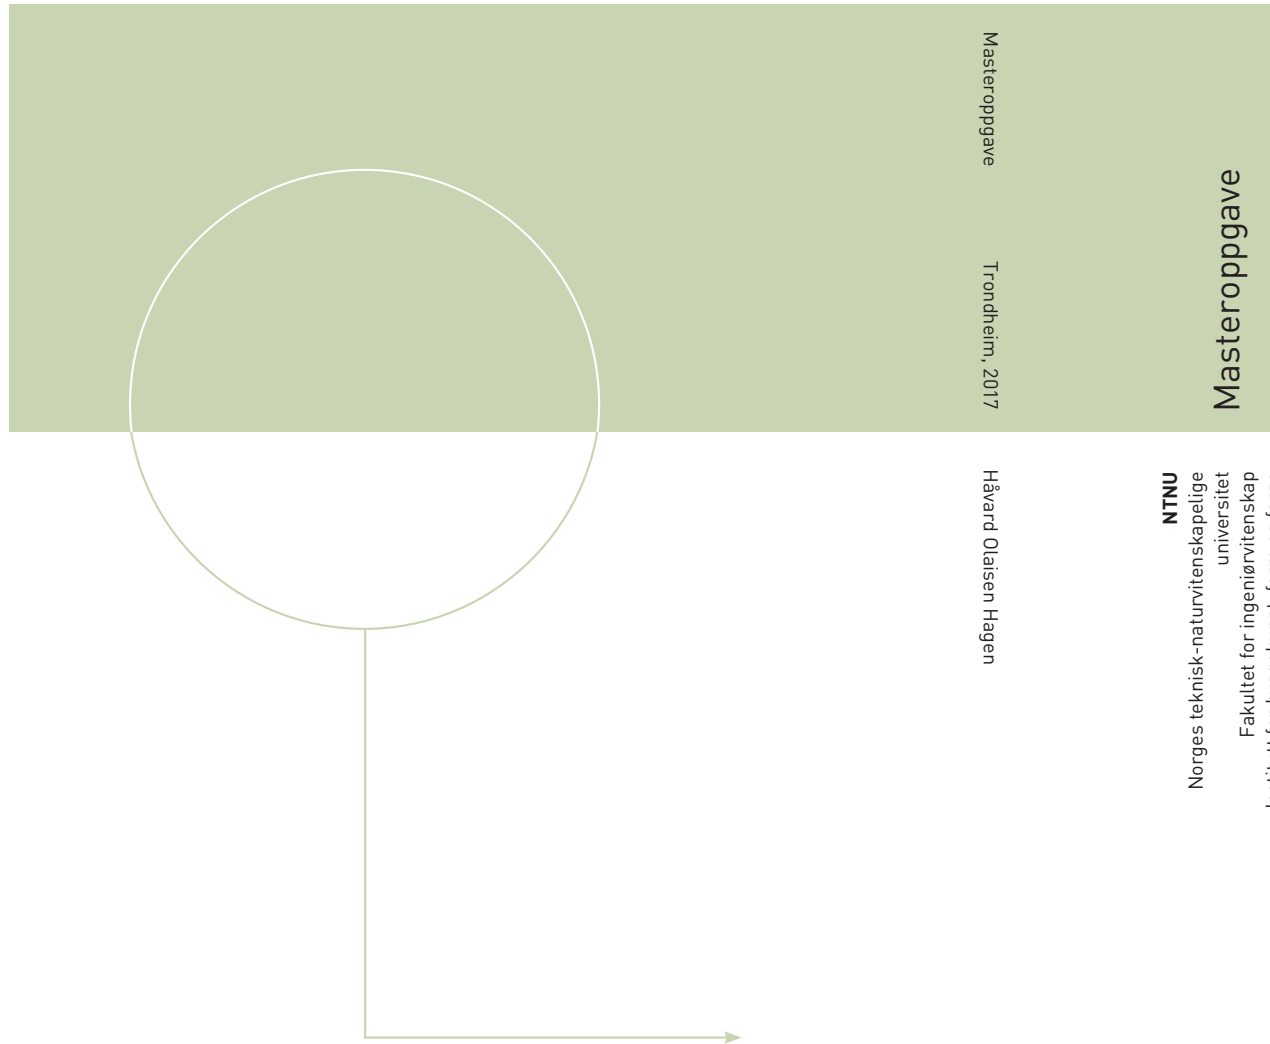 Masteroppgave
Trondheim, 2017
Håvard Olaisen Hagen
Masteroppgave
NTNU
Norges teknisk-naturvitenskapelige
universitet
Fakultet for ingeniørvitenskap